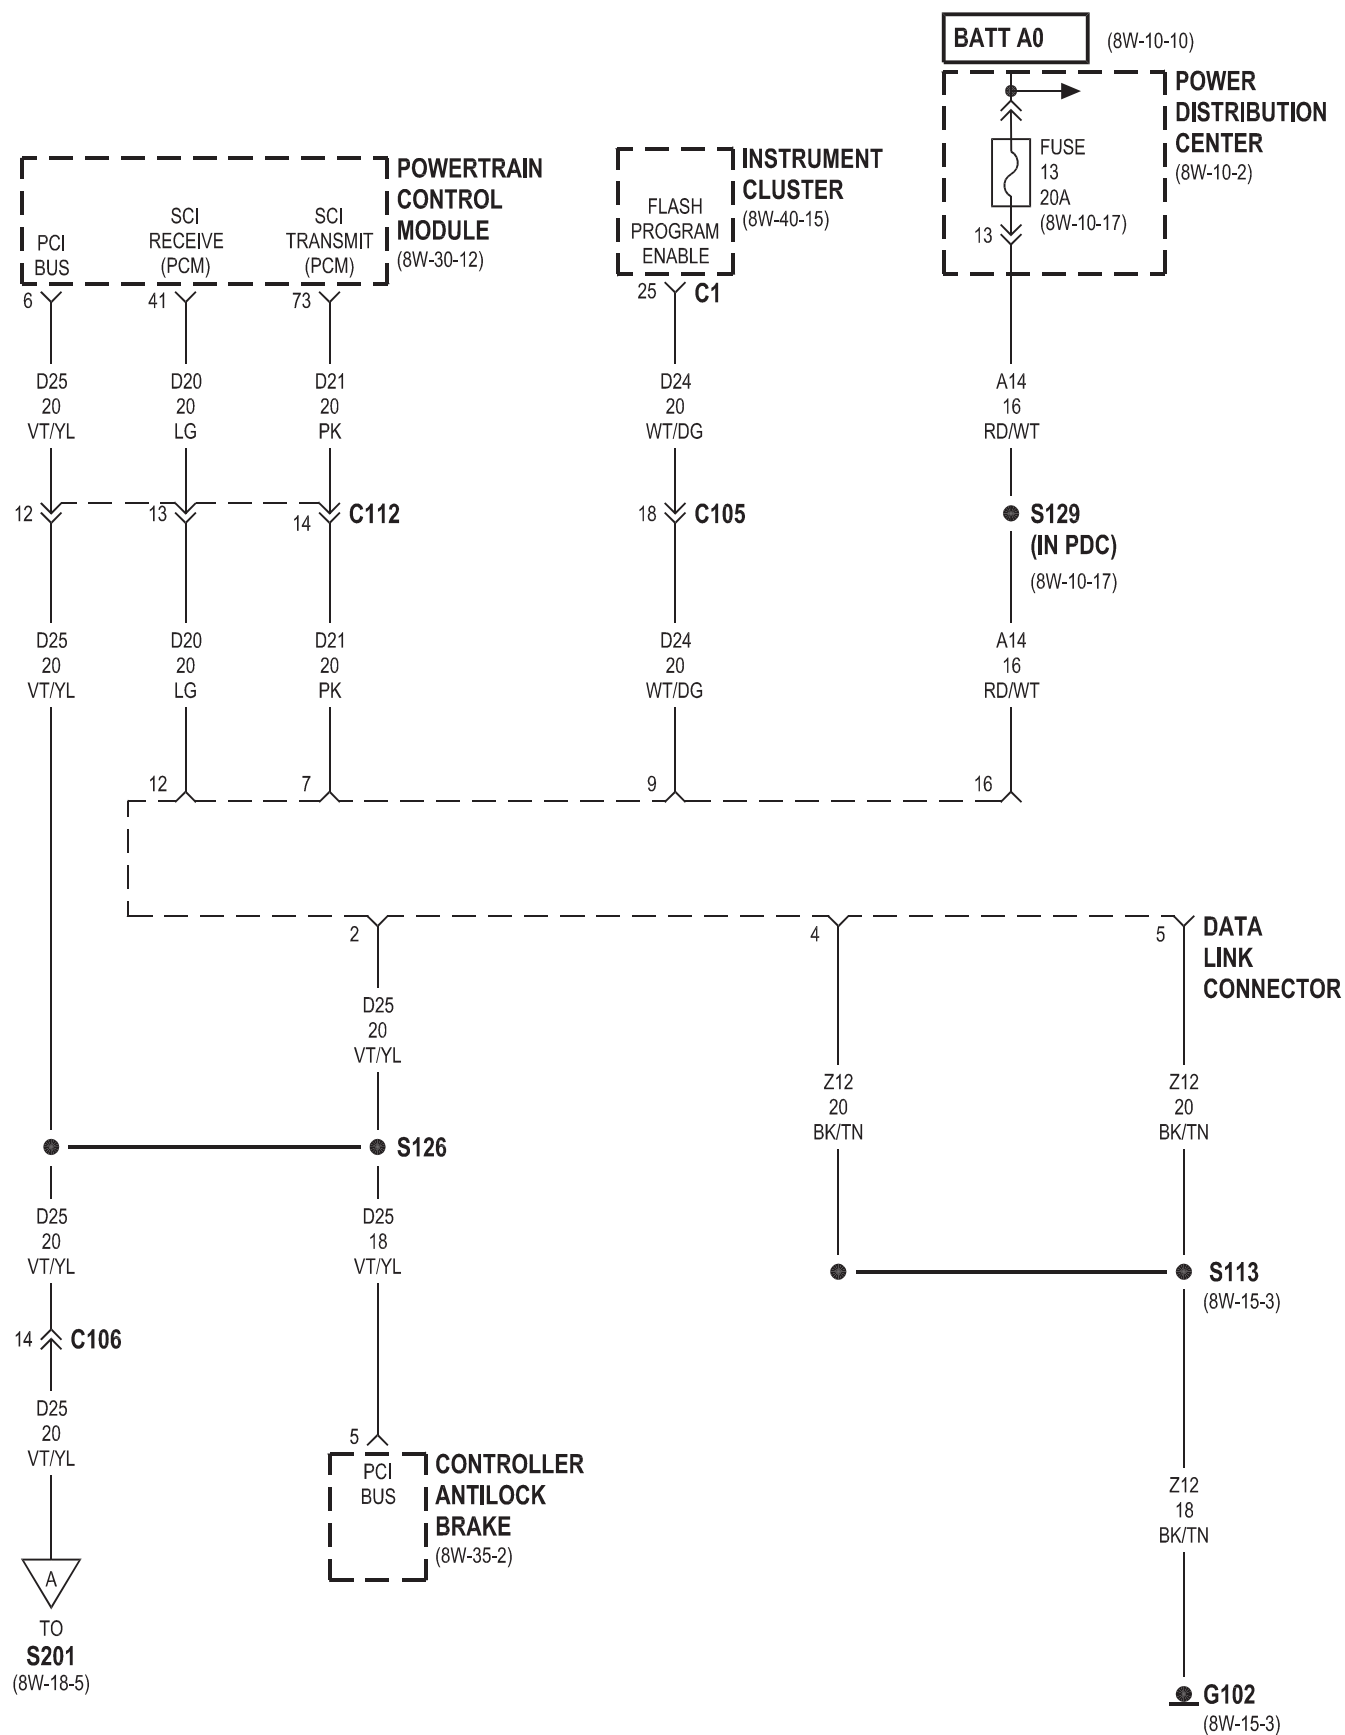 BATT A0
(8W-10-10)
POWER
DISTRIBUTION
CENTER
(8W-10-2)
FUSE
13
20A
(8W-10-17)
13
POWERTRAIN
CONTROL
MODULE
(8W-30-12)
PCI
BUS
SCI
RECEIVE
(PCM)
SCI
TRANSMIT
(PCM)
INSTRUMENT
CLUSTER
(8W-40-15)
FLASH
PROGRAM
ENABLE
6
41
73
25
C1
D25
20
VT/YL
D20
20
LG
D21
20
PK
D24
20
WT/DG
A14
16
RD/WT
12
13
14
C112
18
C105
S129
(IN PDC)
(8W-10-17)
D25
20
VT/YL
D20
20
LG
D21
20
PK
D24
20
WT/DG
A14
16
RD/WT
12
7
9
16
2
4
5
DATA
LINK
CONNECTOR
D25
20
VT/YL
Z12
20
BK/TN
Z12
20
BK/TN
S126
D25
20
VT/YL
D25
18
VT/YL
S113
(8W-15-3)
14
C106
D25
20
VT/YL
5
PCI
BUS
CONTROLLER
ANTILOCK
BRAKE
(8W-35-2)
Z12
18
BK/TN
A
TO
S201
(8W-18-5)
G102
(8W-15-3)